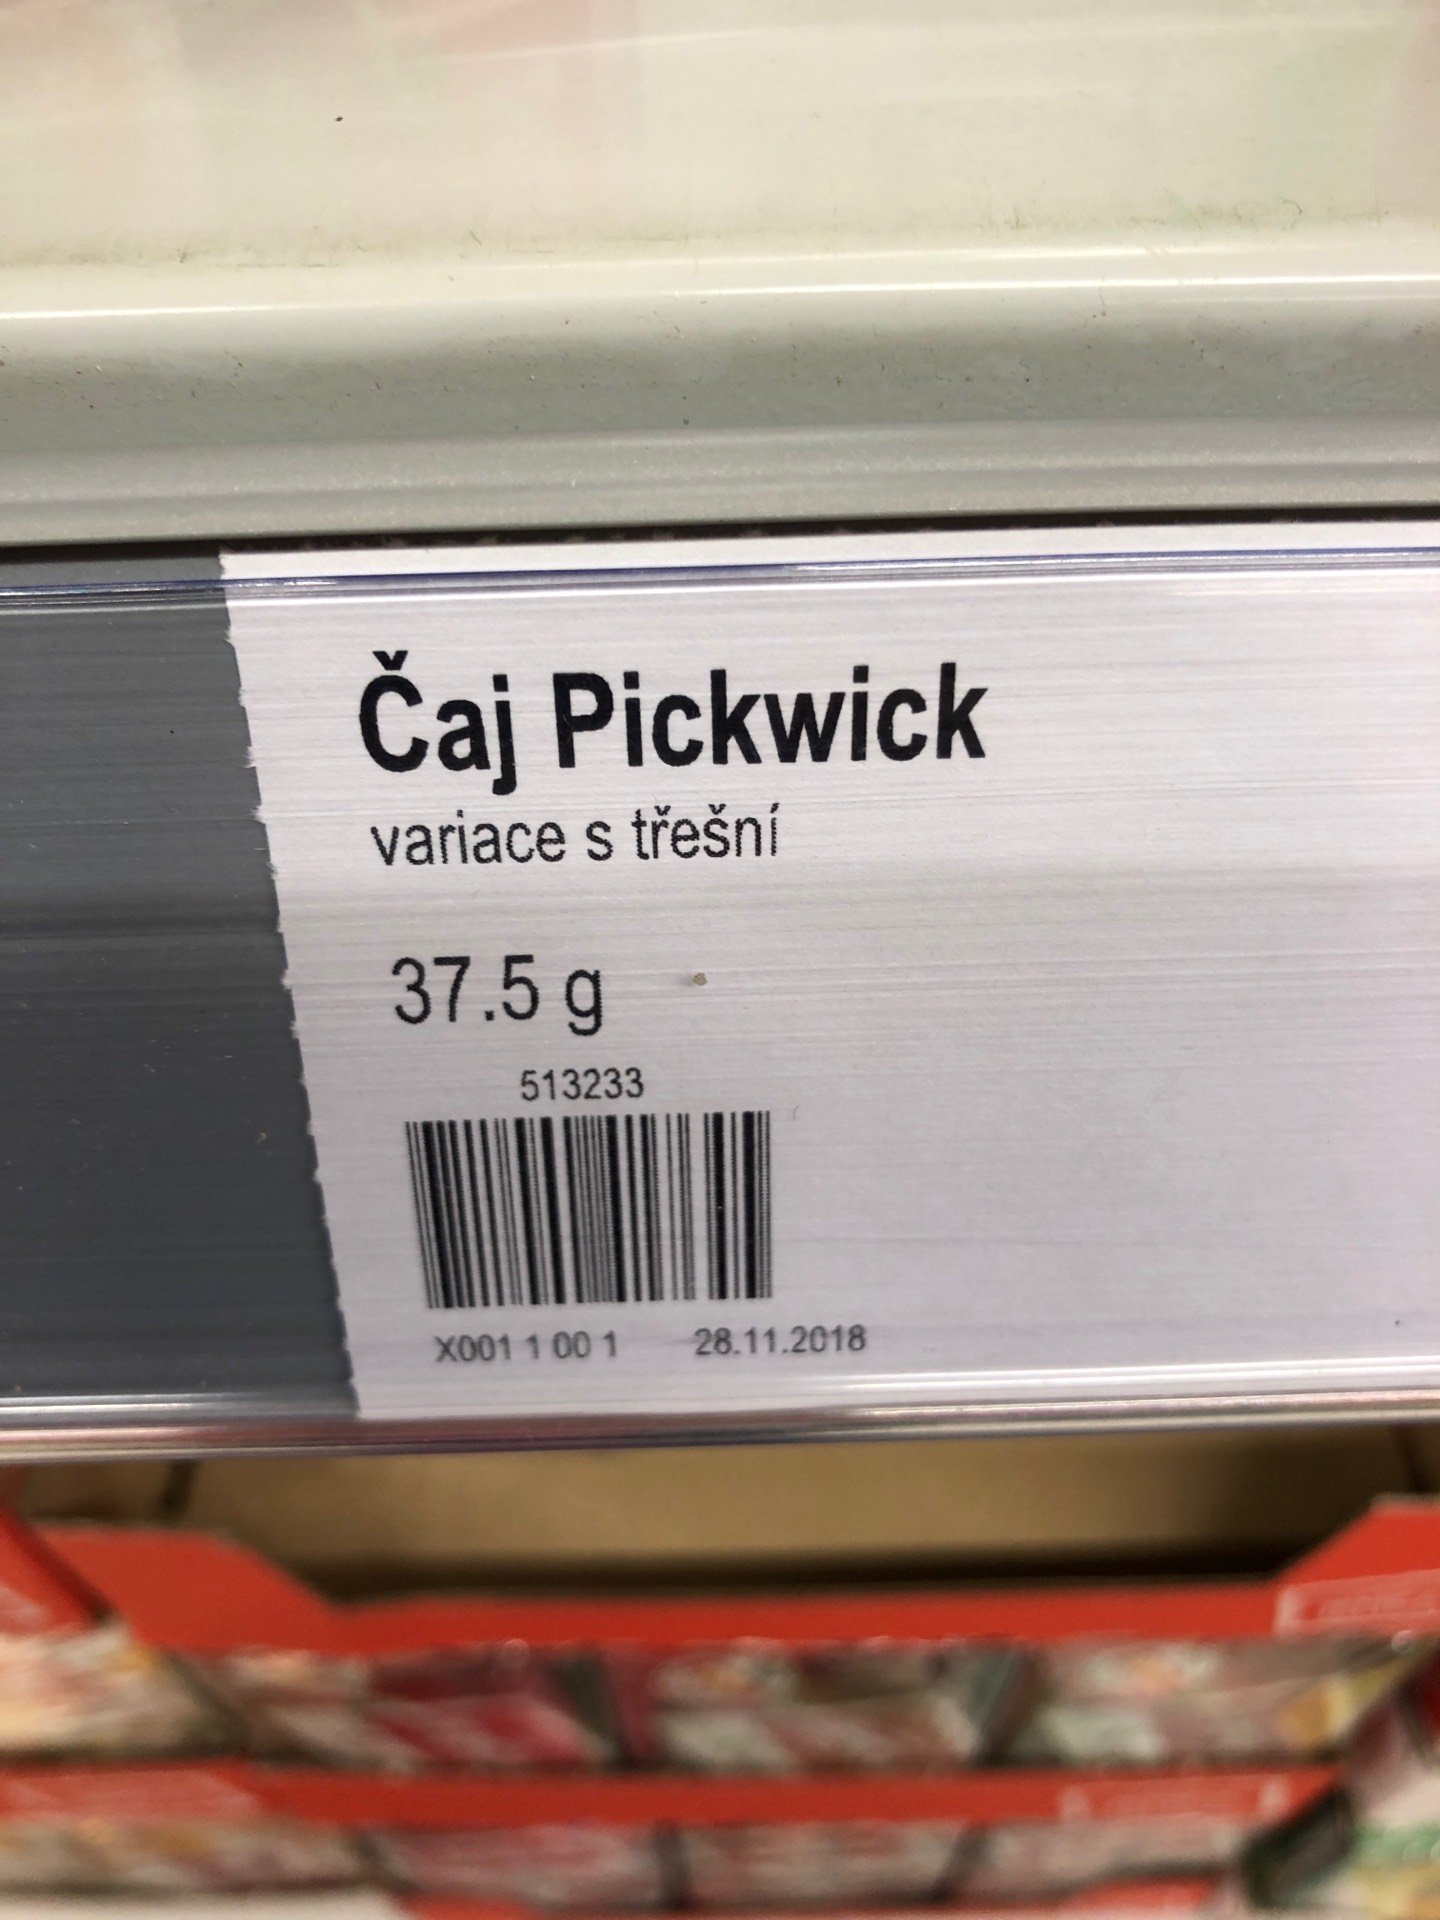 Čaj Pickwick
variace s třešní
37.5 g
513233
X001 1 00 1 28.11.2018